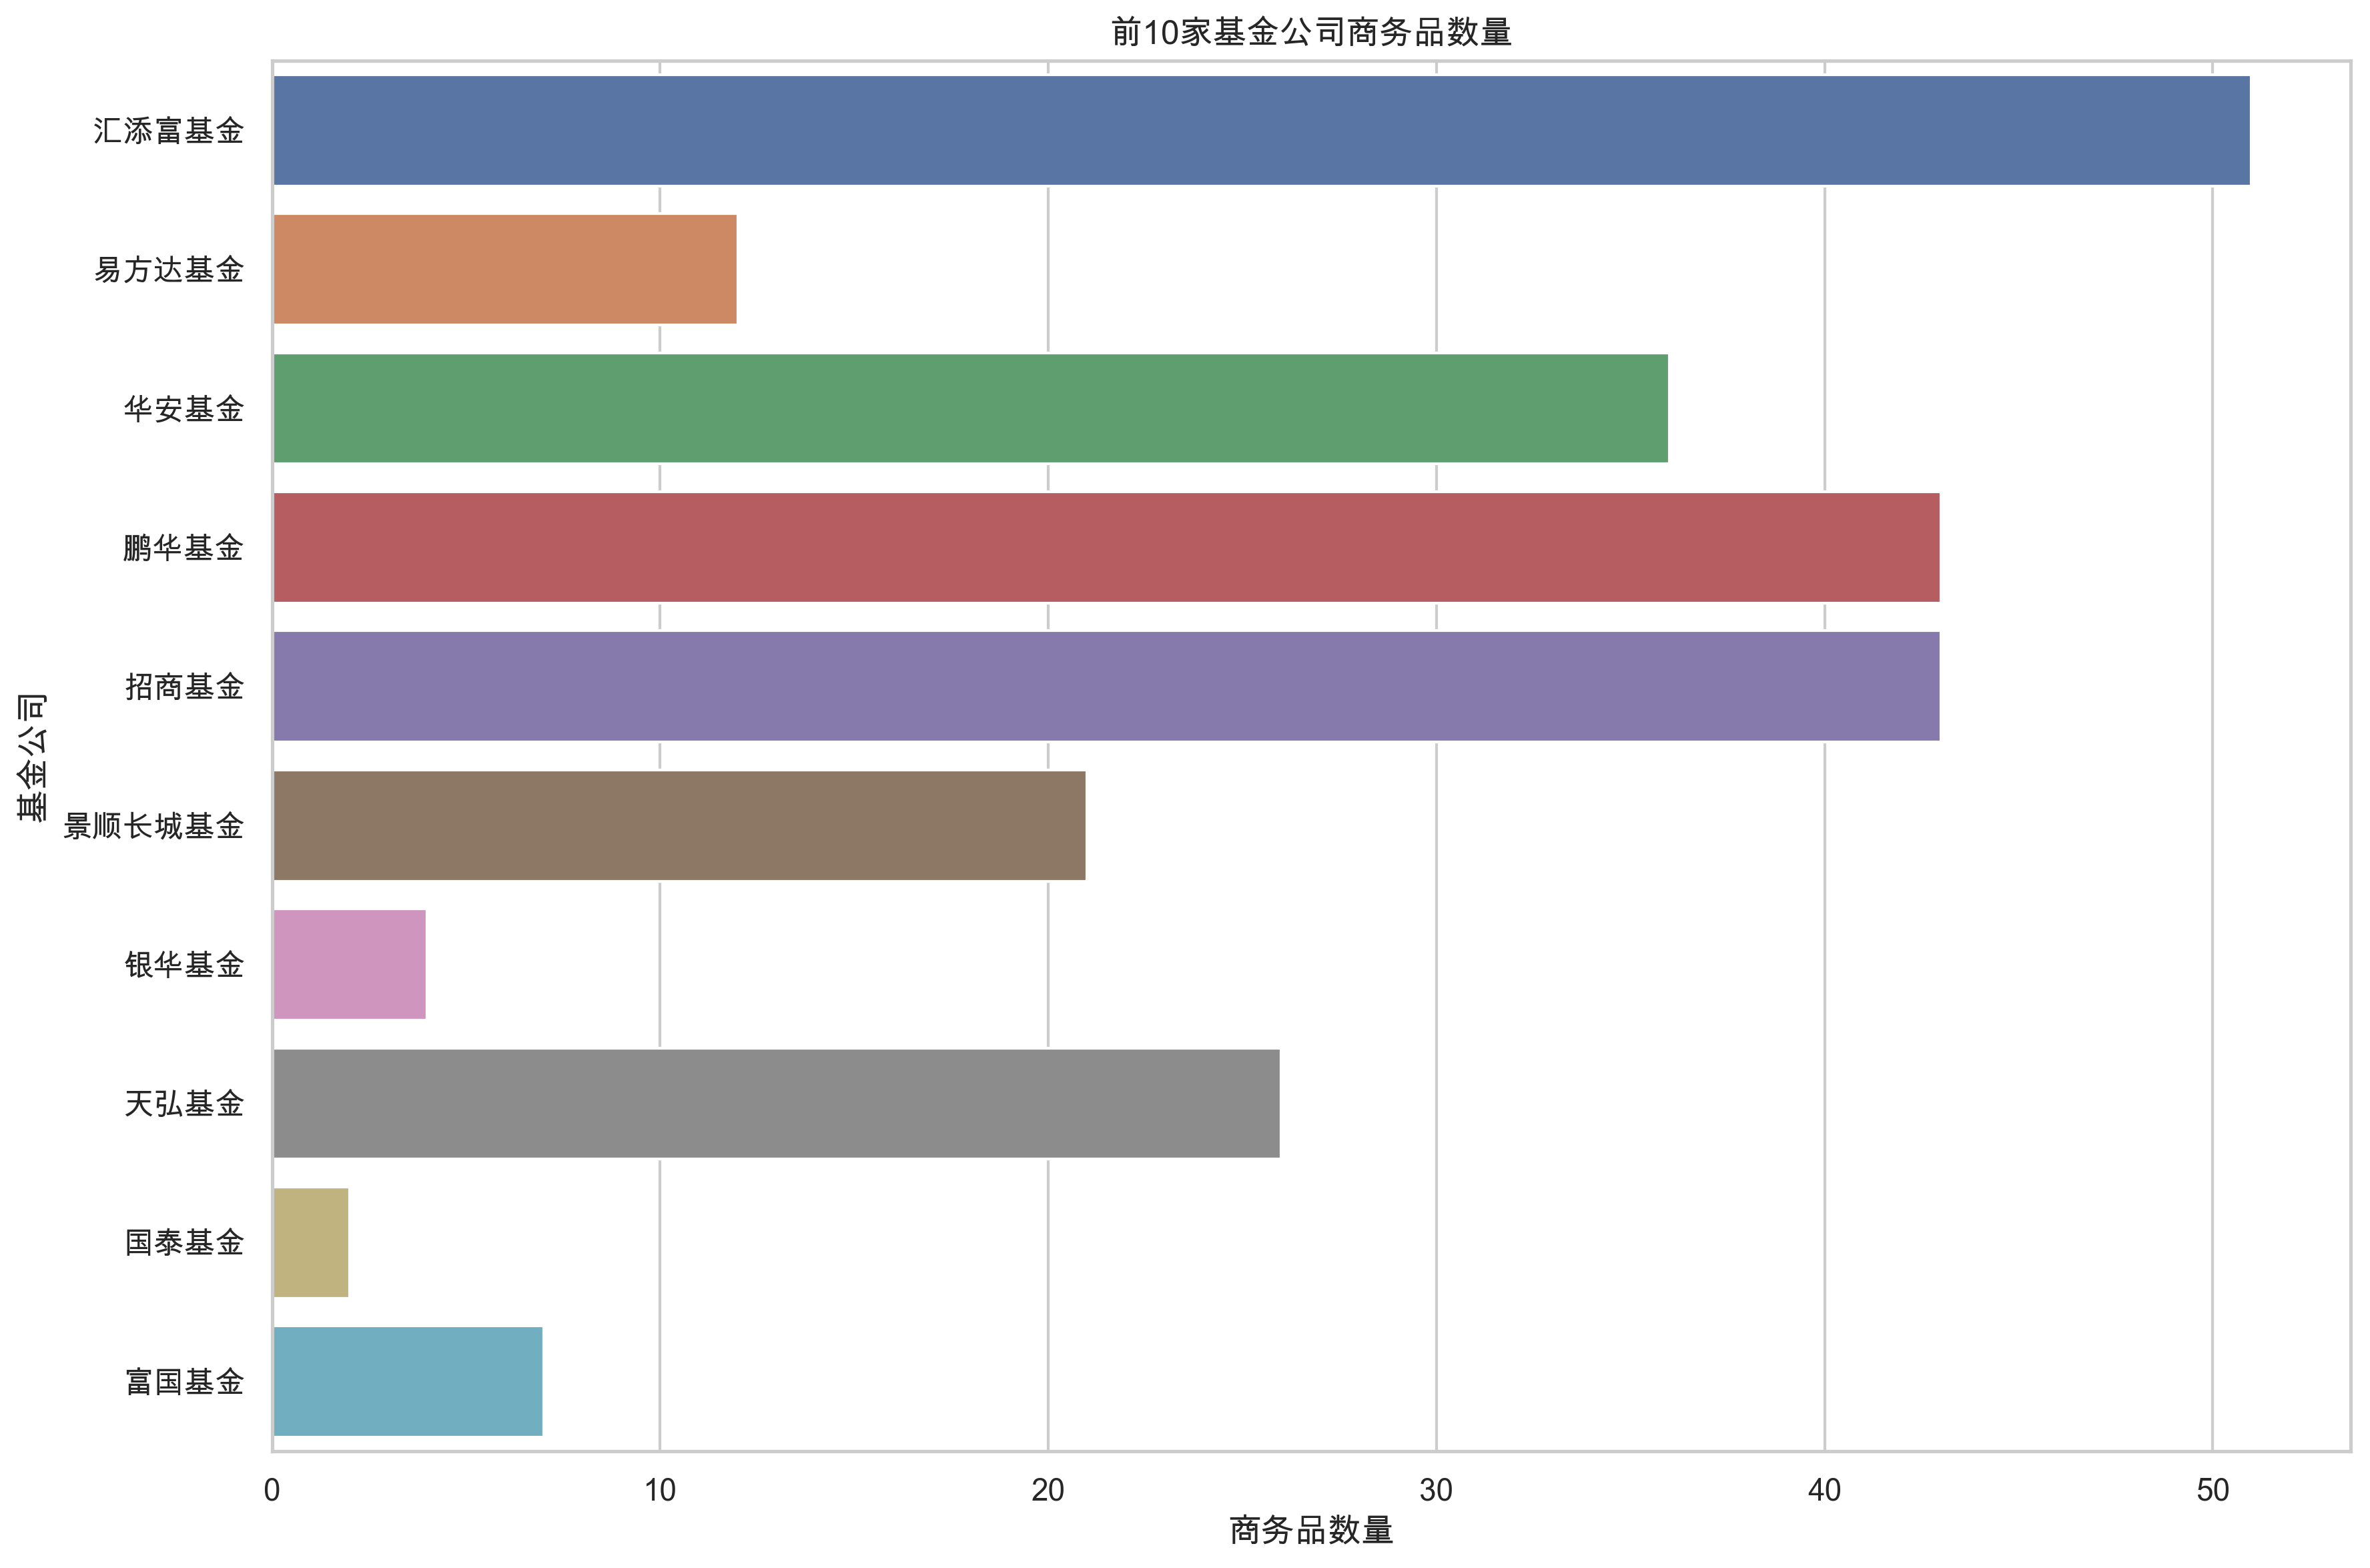 前10家基金公司商务品数量
汇添富基金
易方达基金
华安基金
鹏华基金
招商基金
景顺长城基金
银华基金
天弘基金
国泰基金
富国基金
基金公司
0 10 20 30 40 50
商务品数量